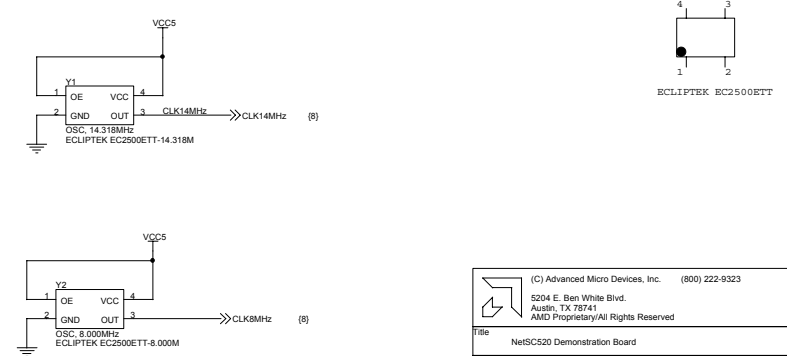 VCC5
Y1
1 OE VCC 4
2 GND OUT 3 CLK14MHz CLK14MHz {8}
OSC, 14.318MHz
ECLIPTEK EC2500ETT-14.318M
4 3
1 2
ECLIPTEK EC2500ETT
VCC5
Y2
1 OE VCC 4
2 GND OUT 3 CLK8MHz {8}
OSC, 8.000MHz
ECLIPTEK EC2500ETT-8.000M
(C) Advanced Micro Devices, Inc. (800) 222-9323
5204 E. Ben White Blvd.
Austin, TX 78741
AMD Proprietary/All Rights Reserved
Title
NetSC520 Demonstration Board